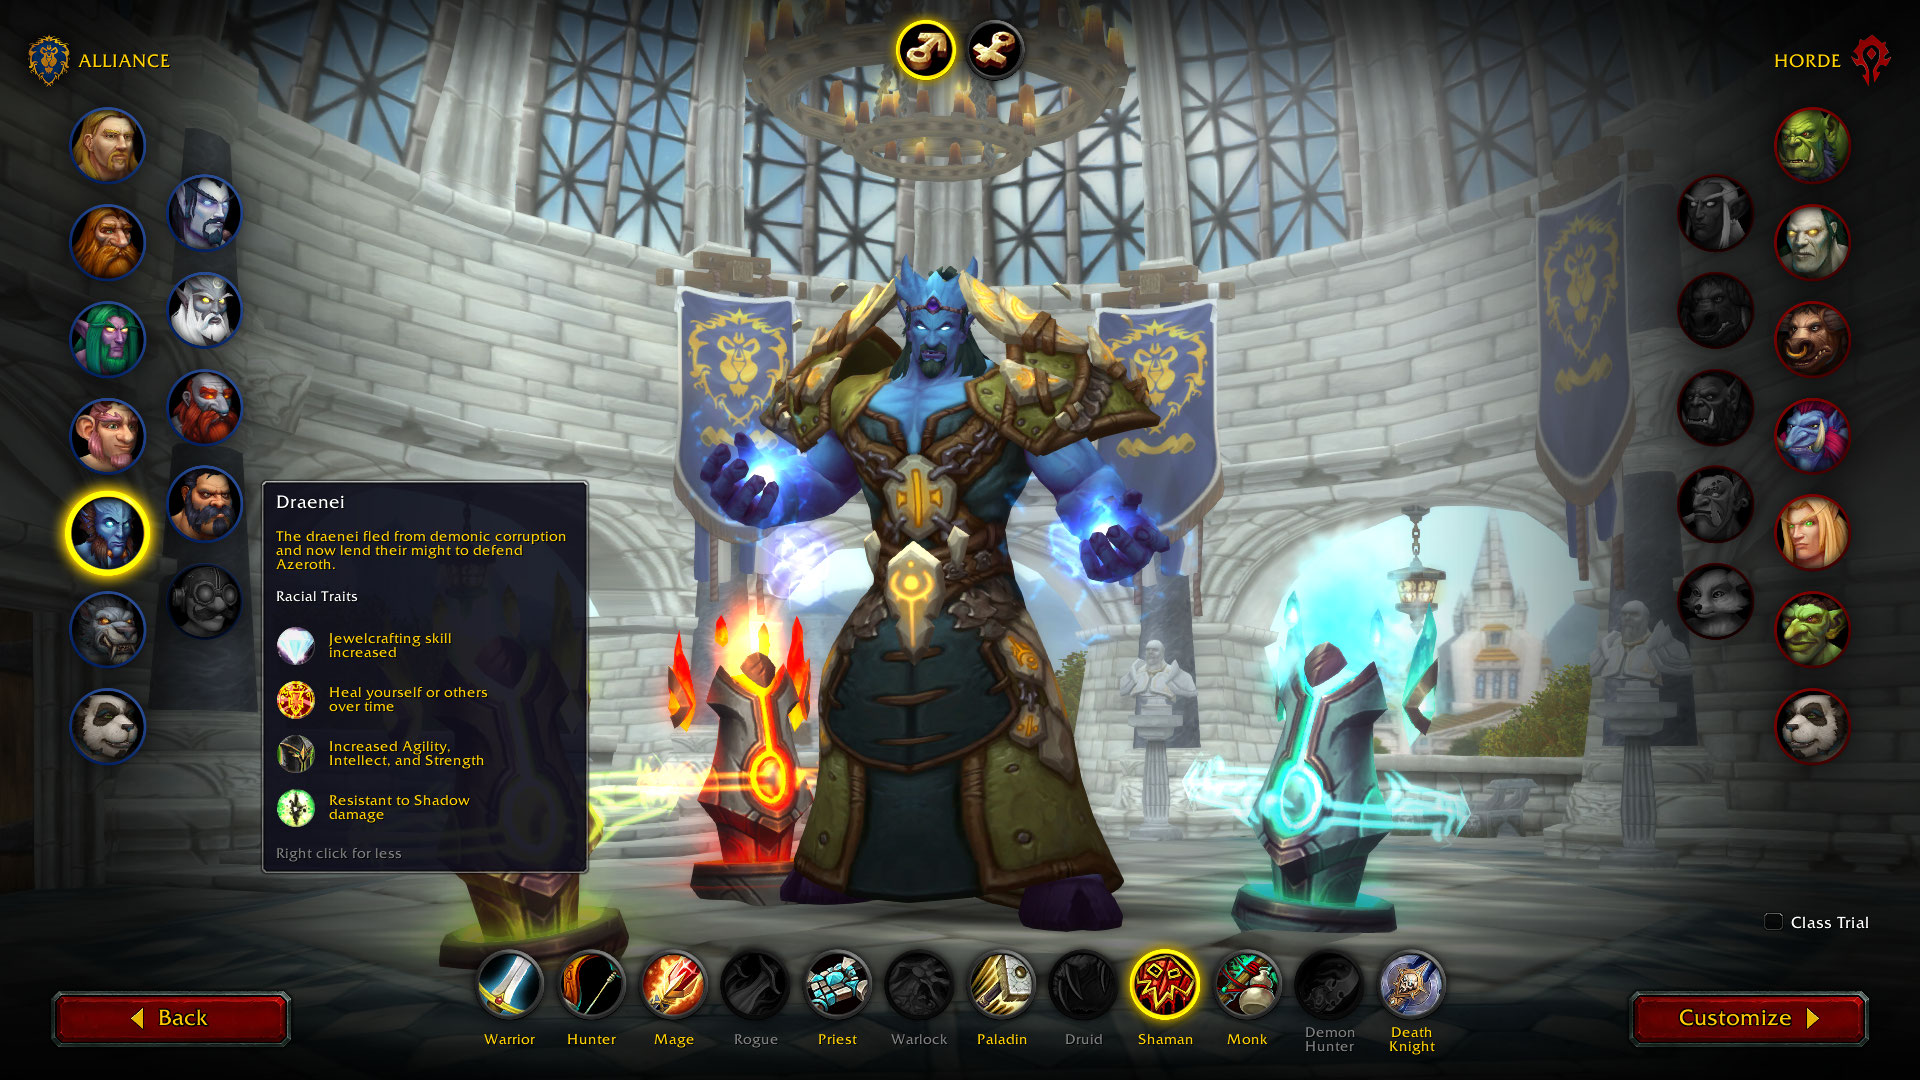 ALLIANCE
HORDE
Draenei
The draenei fled from demonic corruption
and now lend their might to defend
Azeroth.
Racial Traits
Jewelcrafting skill
increased
Heal yourself or others
over time
Increased Agility,
Intellect, and Strength
Resistant to Shadow
damage
Right click for less
Class Trial
Warrior
Hunter
Mage
Rogue
Priest
Warlock
Paladin
Druid
Shaman
Monk
Demon
Hunter
Death
Knight
Back
Customize